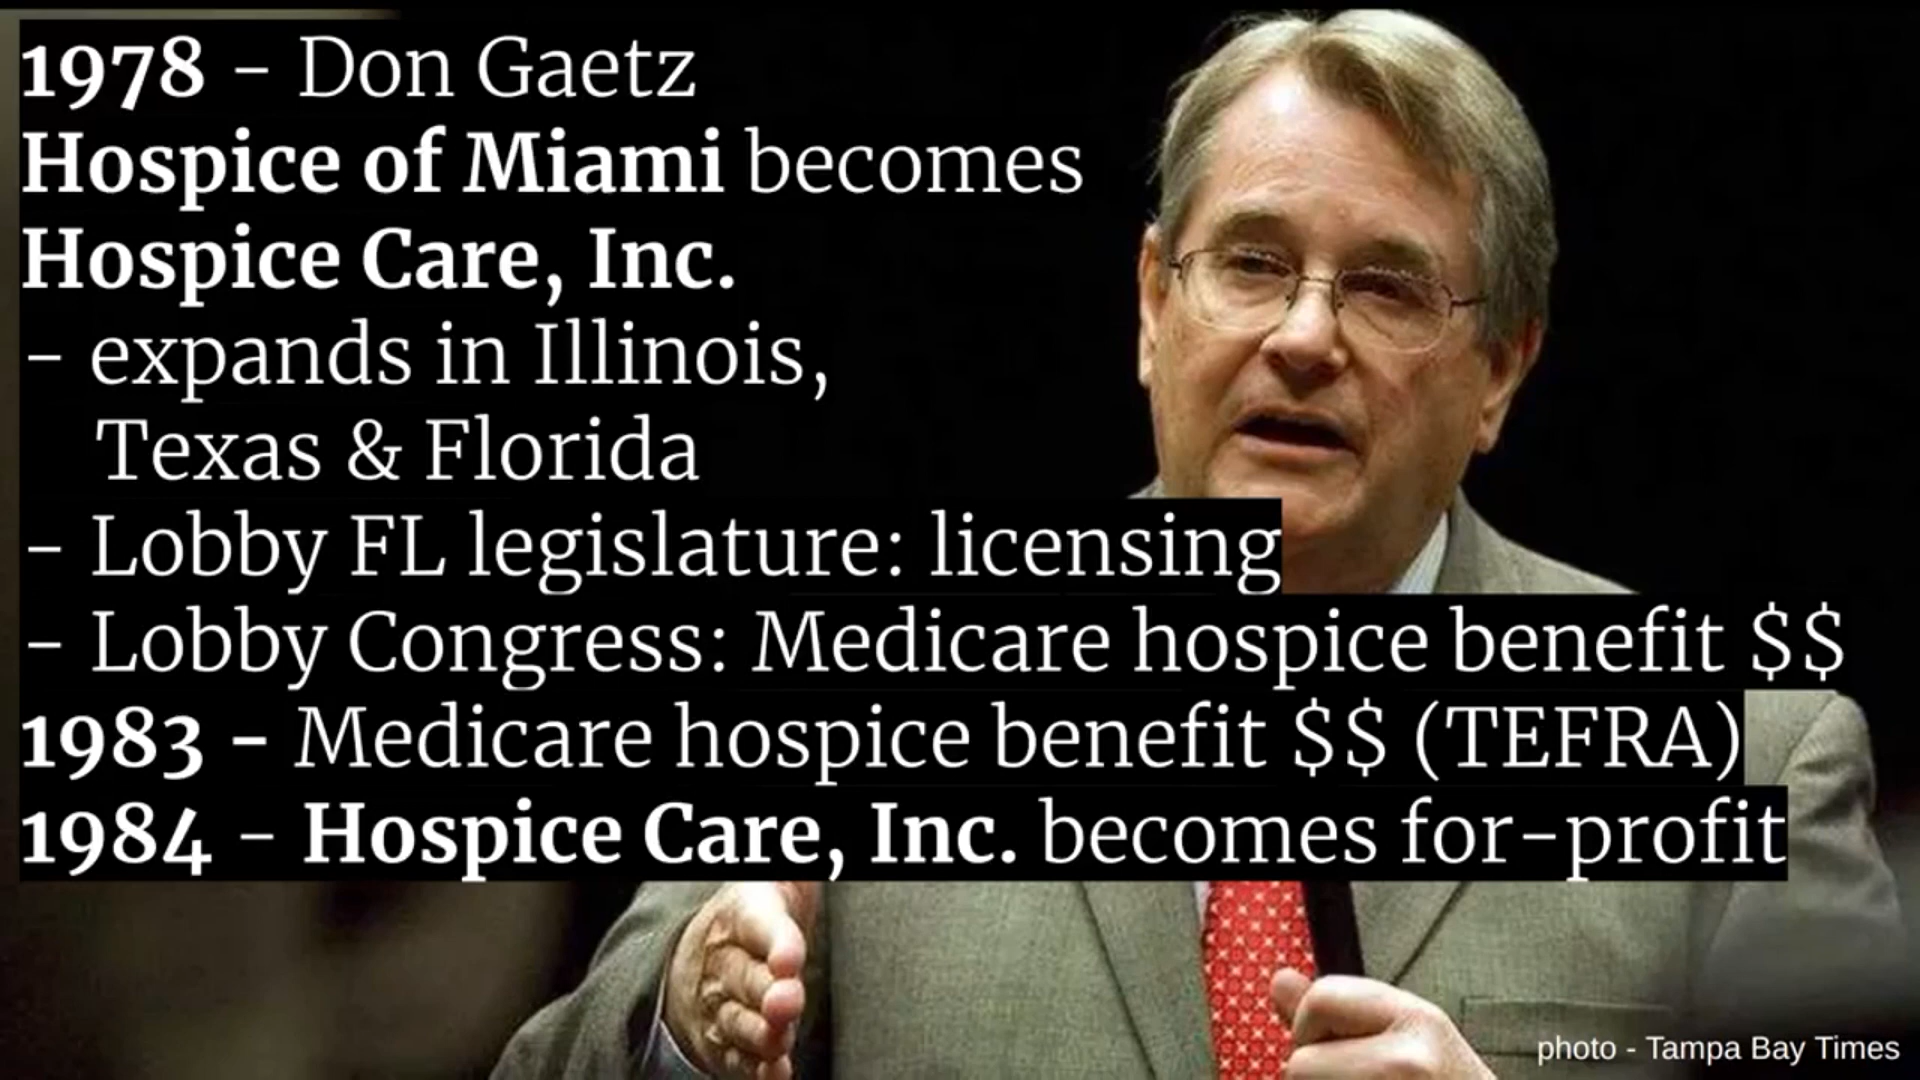 1978 - Don Gaetz
Hospice of Miami becomes
Hospice Care, Inc.
- expands in Illinois,
Texas & Florida
- Lobby FL legislature: licensing
- Lobby Congress: Medicare hospice benefit $$
1983 - Medicare hospice benefit $$ (TEFRA)
1984 - Hospice Care, Inc. becomes for-profit
photo - Tampa Bay Times